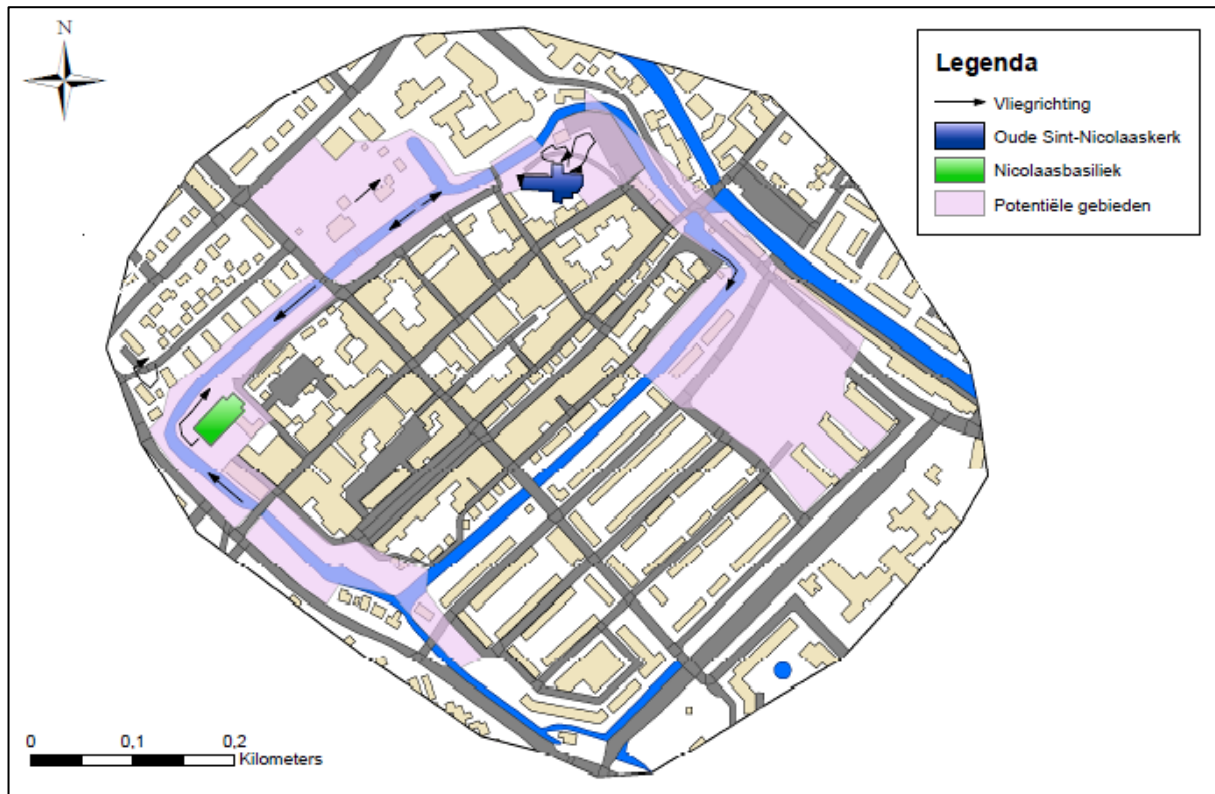 N
Legenda
Vliegrichting
Oude Sint-Nicolaaskerk
Nicolaasbasiliek
Potentiële gebieden
0 0,1 0,2
Kilometers